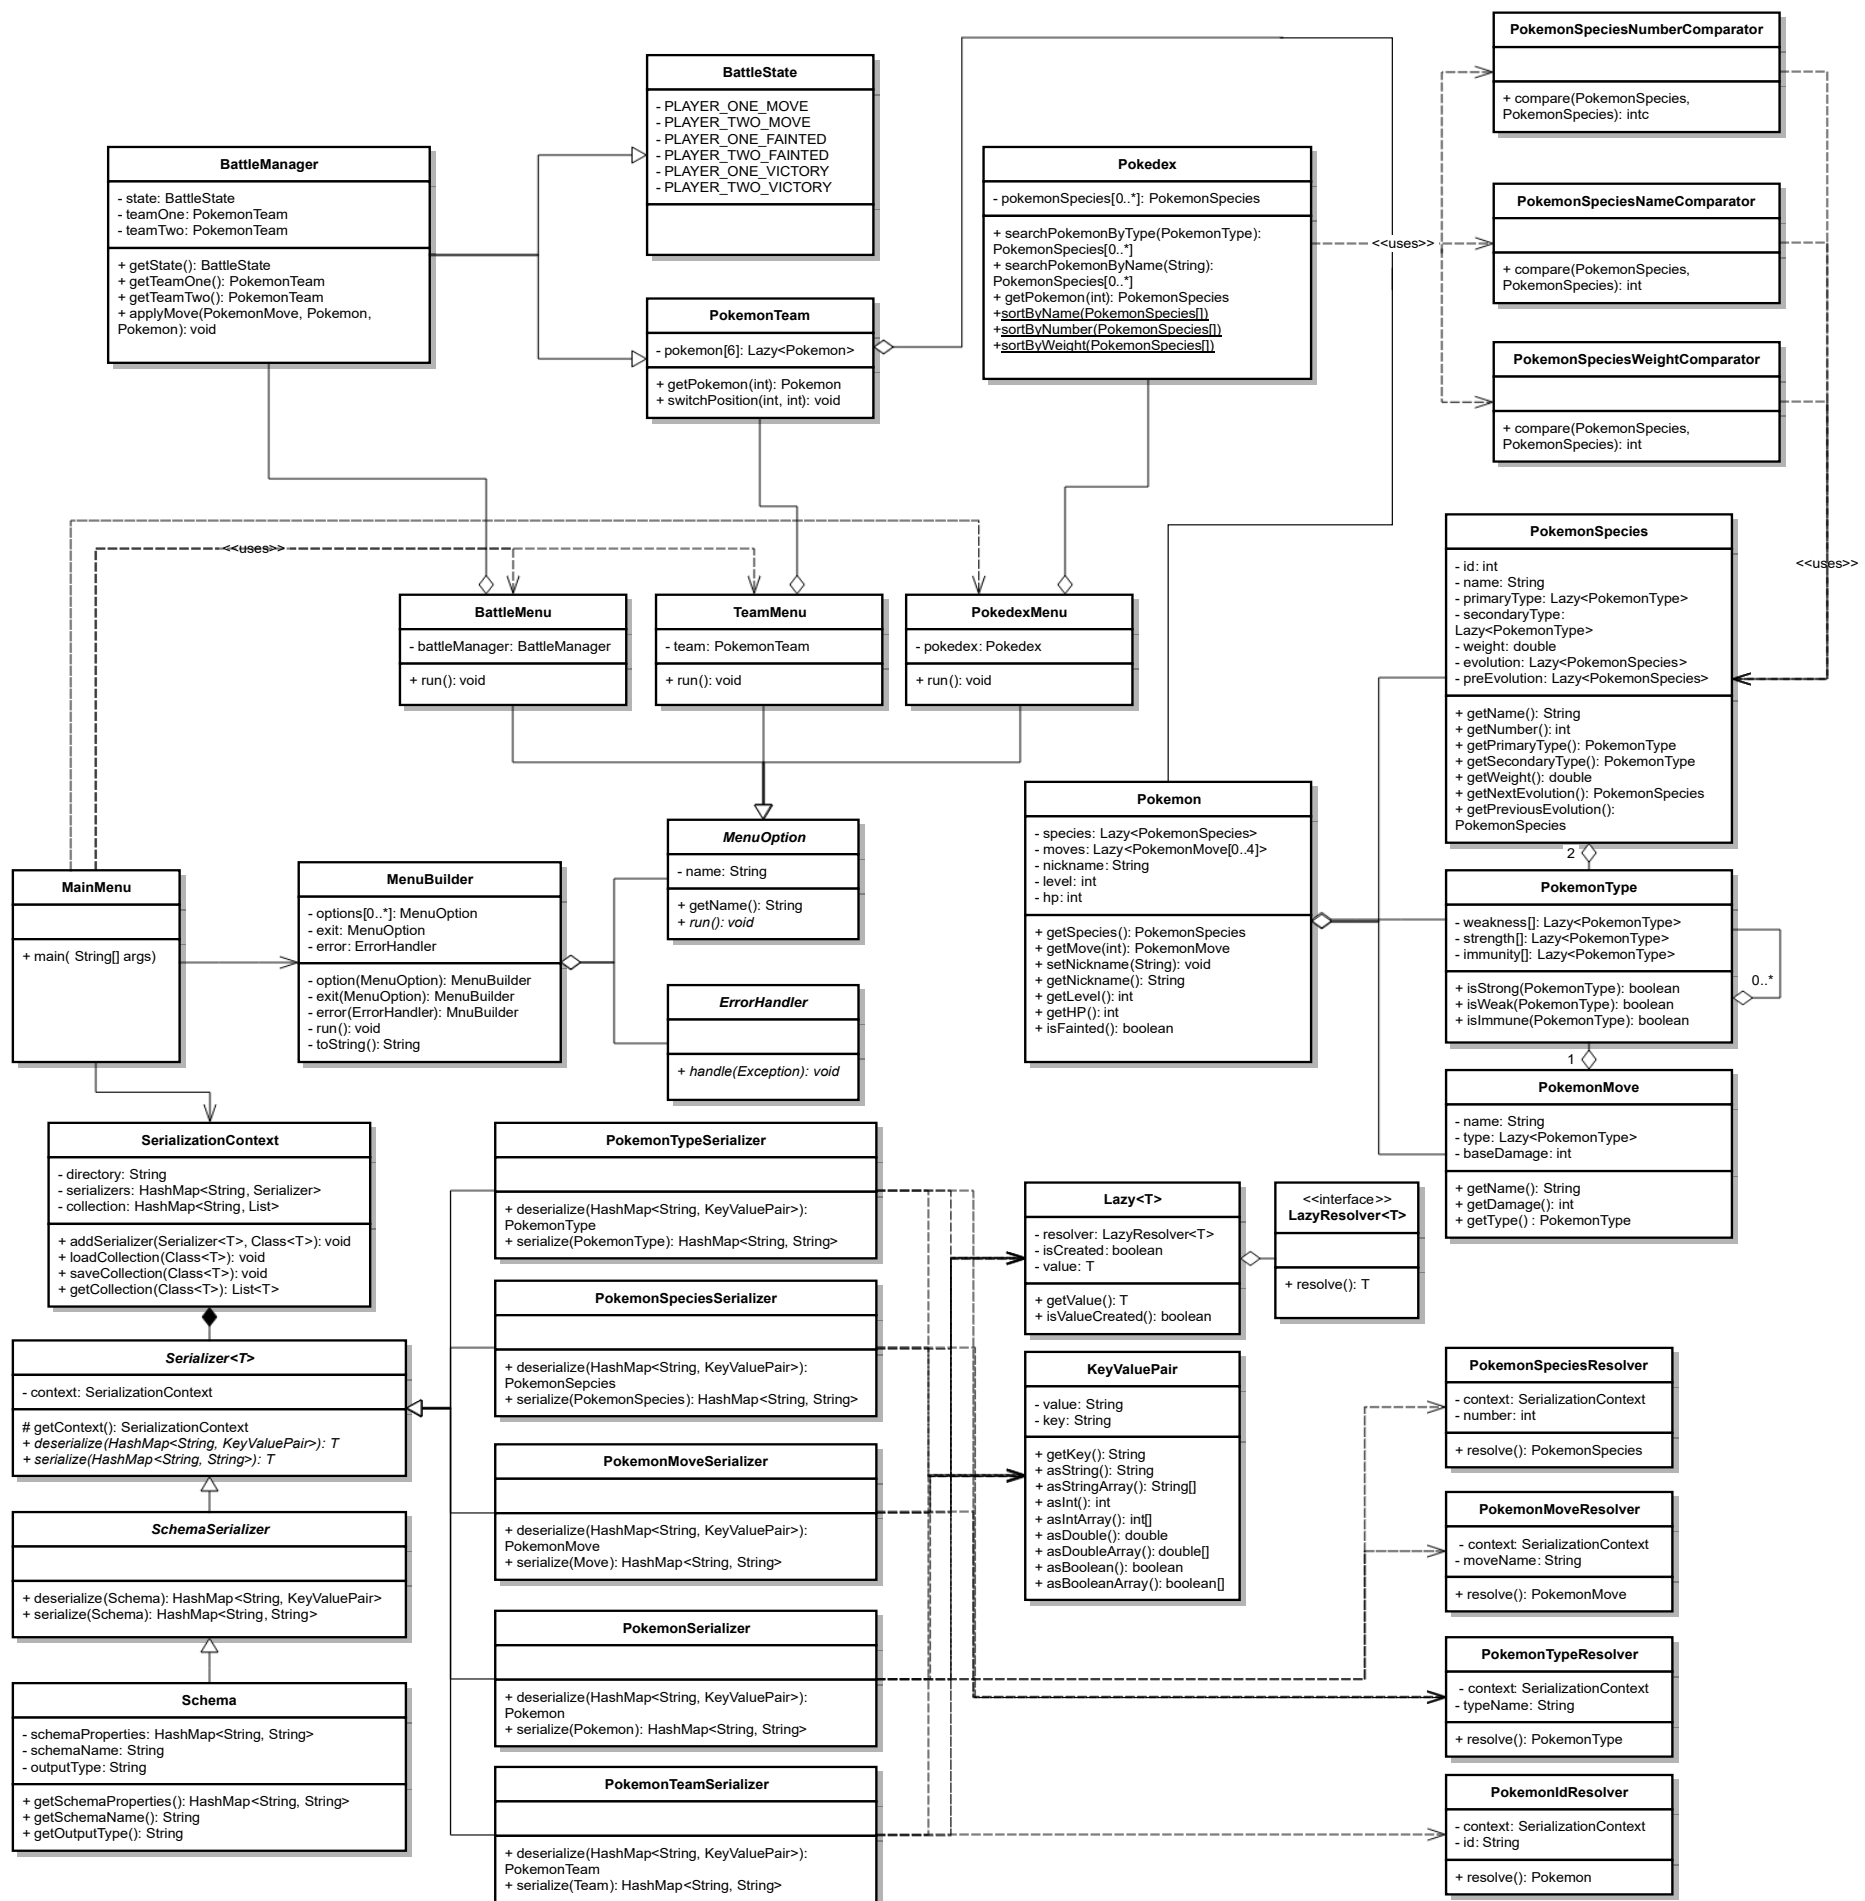 PokemonSpeciesNumberComparator
+ compare(PokemonSpecies,
PokemonSpecies): intc
BattleState
- PLAYER_ONE_MOVE
- PLAYER_TWO_MOVE
- PLAYER_ONE_FAINTED
- PLAYER_TWO_FAINTED
- PLAYER_ONE_VICTORY
- PLAYER_TWO_VICTORY
BattleManager
- state: BattleState
- teamOne: PokemonTeam
- teamTwo: PokemonTeam
+ getState(): BattleState
+ getTeamOne(): PokemonTeam
+ getTeamTwo(): PokemonTeam
+ applyMove(PokemonMove, Pokemon,
Pokemon): void
Pokedex
- pokemonSpecies[0..*]: PokemonSpecies
+ searchPokemonByType(PokemonType):
PokemonSpecies[0..*]
+ searchPokemonByName(String):
PokemonSpecies[0..*]
+ getPokemon(int): PokemonSpecies
+sortByName(PokemonSpecies[])
+sortByNumber(PokemonSpecies[])
+sortByWeight(PokemonSpecies[])
<<uses>>
PokemonSpeciesNameComparator
+ compare(PokemonSpecies,
PokemonSpecies): int
PokemonTeam
- pokemon[6]: Lazy<Pokemon>
+ getPokemon(int): Pokemon
+ switchPosition(int, int): void
PokemonSpeciesWeightComparator
+ compare(PokemonSpecies,
PokemonSpecies): int
<<uses>>
BattleMenu
- battleManager: BattleManager
+ run(): void
TeamMenu
- team: PokemonTeam
+ run(): void
PokedexMenu
- pokedex: Pokedex
+ run(): void
PokemonSpecies
- id: int
- name: String
- primaryType: Lazy<PokemonType>
- secondaryType:
Lazy<PokemonType>
- weight: double
- evolution: Lazy<PokemonSpecies>
- preEvolution: Lazy<PokemonSpecies>
+ getName(): String
+ getNumber(): int
+ getPrimaryType(): PokemonType
+ getSecondaryType(): PokemonType
+ getWeight(): double
+ getNextEvolution(): PokemonSpecies
+ getPreviousEvolution():
PokemonSpecies
<<uses>>
2
Pokemon
- species: Lazy<PokemonSpecies>
- moves: Lazy<PokemonMove[0..4]>
- nickname: String
- level: int
- hp: int
+ getSpecies(): PokemonSpecies
+ getMove(int): PokemonMove
+ setNickname(String): void
+ getNickname(): String
+ getLevel(): int
+ getHP(): int
+ isFainted(): boolean
MenuOption
- name: String
+ getName(): String
+ run(): void
MainMenu
+ main( String[] args)
MenuBuilder
- options[0..*]: MenuOption
- exit: MenuOption
- error: ErrorHandler
- option(MenuOption): MenuBuilder
- exit(MenuOption): MenuBuilder
- error(ErrorHandler): MnuBuilder
- run(): void
- toString(): String
ErrorHandler
+ handle(Exception): void
PokemonType
- weakness[]: Lazy<PokemonType>
- strength[]: Lazy<PokemonType>
- immunity[]: Lazy<PokemonType>
+ isStrong(PokemonType): boolean
+ isWeak(PokemonType): boolean
+ isImmune(PokemonType): boolean
0..*
1
PokemonMove
- name: String
- type: Lazy<PokemonType>
- baseDamage: int
+ getName(): String
+ getDamage(): int
+ getType() : PokemonType
SerializationContext
- directory: String
- serializers: HashMap<String, Serializer>
- collection: HashMap<String, List>
+ addSerializer(Serializer<T>, Class<T>): void
+ loadCollection(Class<T>): void
+ saveCollection(Class<T>): void
+ getCollection(Class<T>): List<T>
PokemonTypeSerializer
+ deserialize(HashMap<String, KeyValuePair>):
PokemonType
+ serialize(PokemonType): HashMap<String, String>
Lazy<T>
- resolver: LazyResolver<T>
- isCreated: boolean
- value: T
+ getValue(): T
+ isValueCreated(): boolean
<<interface>>
LazyResolver<T>
+ resolve(): T
PokemonSpeciesSerializer
+ deserialize(HashMap<String, KeyValuePair>):
PokemonSepcies
+ serialize(PokemonSpecies): HashMap<String, String>
Serializer<T>
- context: SerializationContext
# getContext(): SerializationContext
+ deserialize(HashMap<String, KeyValuePair>): T
+ serialize(HashMap<String, String>): T
KeyValuePair
- value: String
- key: String
+ getKey(): String
+ asString(): String
+ asStringArray(): String[]
+ asInt(): int
+ asIntArray(): int[]
+ asDouble(): double
+ asDoubleArray(): double[]
+ asBoolean(): boolean
+ asBooleanArray(): boolean[]
PokemonSpeciesResolver
- context: SerializationContext
- number: int
+ resolve(): PokemonSpecies
PokemonMoveSerializer
+ deserialize(HashMap<String, KeyValuePair>):
PokemonMove
+ serialize(Move): HashMap<String, String>
SchemaSerializer
+ deserialize(Schema): HashMap<String, KeyValuePair>
+ serialize(Schema): HashMap<String, String>
PokemonMoveResolver
- context: SerializationContext
- moveName: String
+ resolve(): PokemonMove
PokemonSerializer
+ deserialize(HashMap<String, KeyValuePair>):
Pokemon
+ serialize(Pokemon): HashMap<String, String>
PokemonTypeResolver
- context: SerializationContext
- typeName: String
+ resolve(): PokemonType
Schema
- schemaProperties: HashMap<String, String>
- schemaName: String
- outputType: String
+ getSchemaProperties(): HashMap<String, String>
+ getSchemaName(): String
+ getOutputType(): String
PokemonTeamSerializer
+ deserialize(HashMap<String, KeyValuePair>):
PokemonTeam
+ serialize(Team): HashMap<String, String>
PokemonIdResolver
- context: SerializationContext
- id: String
+ resolve(): Pokemon